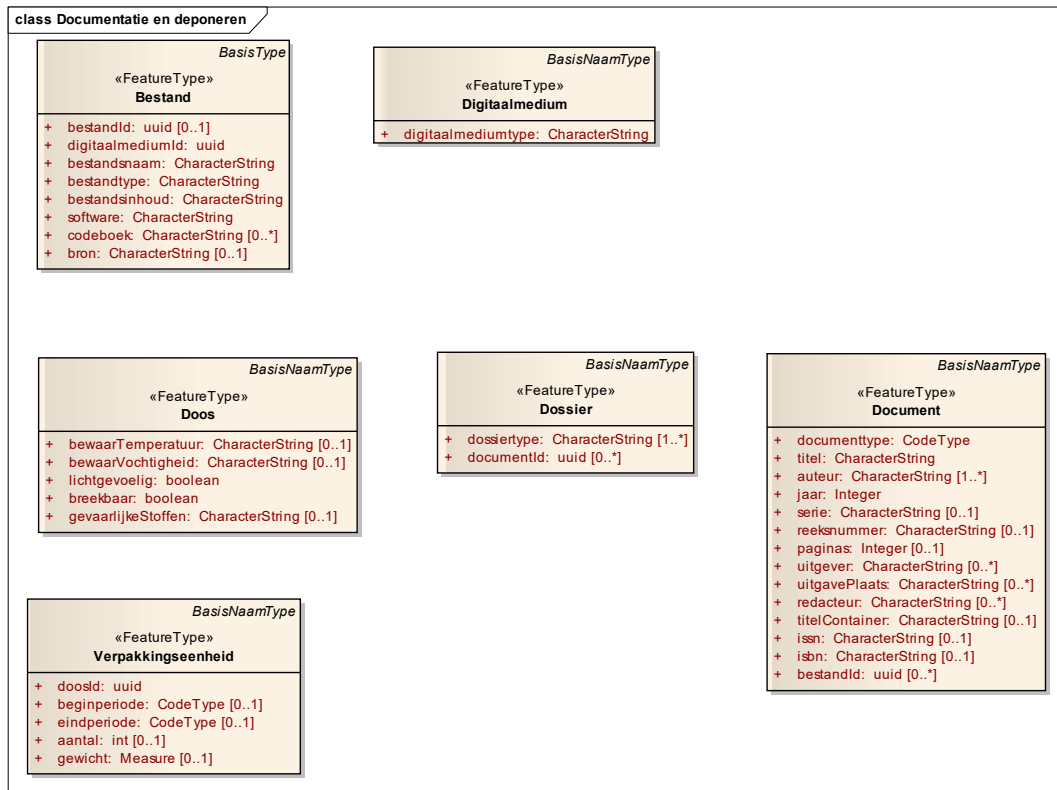 class Documentatie en deponeren
BasisType
«FeatureType»
Bestand
+ bestandId: uuid [0..1]
+ digitaalmediumId: uuid
+ bestandsnaam: CharacterString
+ bestandtype: CharacterString
+ bestandsinhoud: CharacterString
+ software: CharacterString
+ codeboek: CharacterString [0..*]
+ bron: CharacterString [0..1]
BasisNaamType
«FeatureType»
Digitaalmedium
+ digitaalmediumtype: CharacterString
BasisNaamType
«FeatureType»
Doos
+ bewaarTemperatuur: CharacterString [0..1]
+ bewaarVochtigheid: CharacterString [0..1]
+ lichtgevoelig: boolean
+ breekbaar: boolean
+ gevaarlijkeStoffen: CharacterString [0..1]
BasisNaamType
«FeatureType»
Dossier
+ dossiertype: CharacterString [1..*]
+ documentId: uuid [0..*]
BasisNaamType
«FeatureType»
Document
+ documenttype: CodeType
+ titel: CharacterString
+ auteur: CharacterString [1..*]
+ jaar: Integer
+ serie: CharacterString [0..1]
+ reeksnummer: CharacterString [0..1]
+ paginas: Integer [0..1]
+ uitgever: CharacterString [0..*]
+ uitgavePlaats: CharacterString [0..*]
+ redacteur: CharacterString [0..*]
+ titelContainer: CharacterString [0..1]
+ issn: CharacterString [0..1]
+ isbn: CharacterString [0..1]
+ bestandId: uuid [0..*]
BasisNaamType
«FeatureType»
Verpakkingseenheid
+ doosId: uuid
+ beginperiode: CodeType [0..1]
+ eindperiode: CodeType [0..1]
+ aantal: int [0..1]
+ gewicht: Measure [0..1]